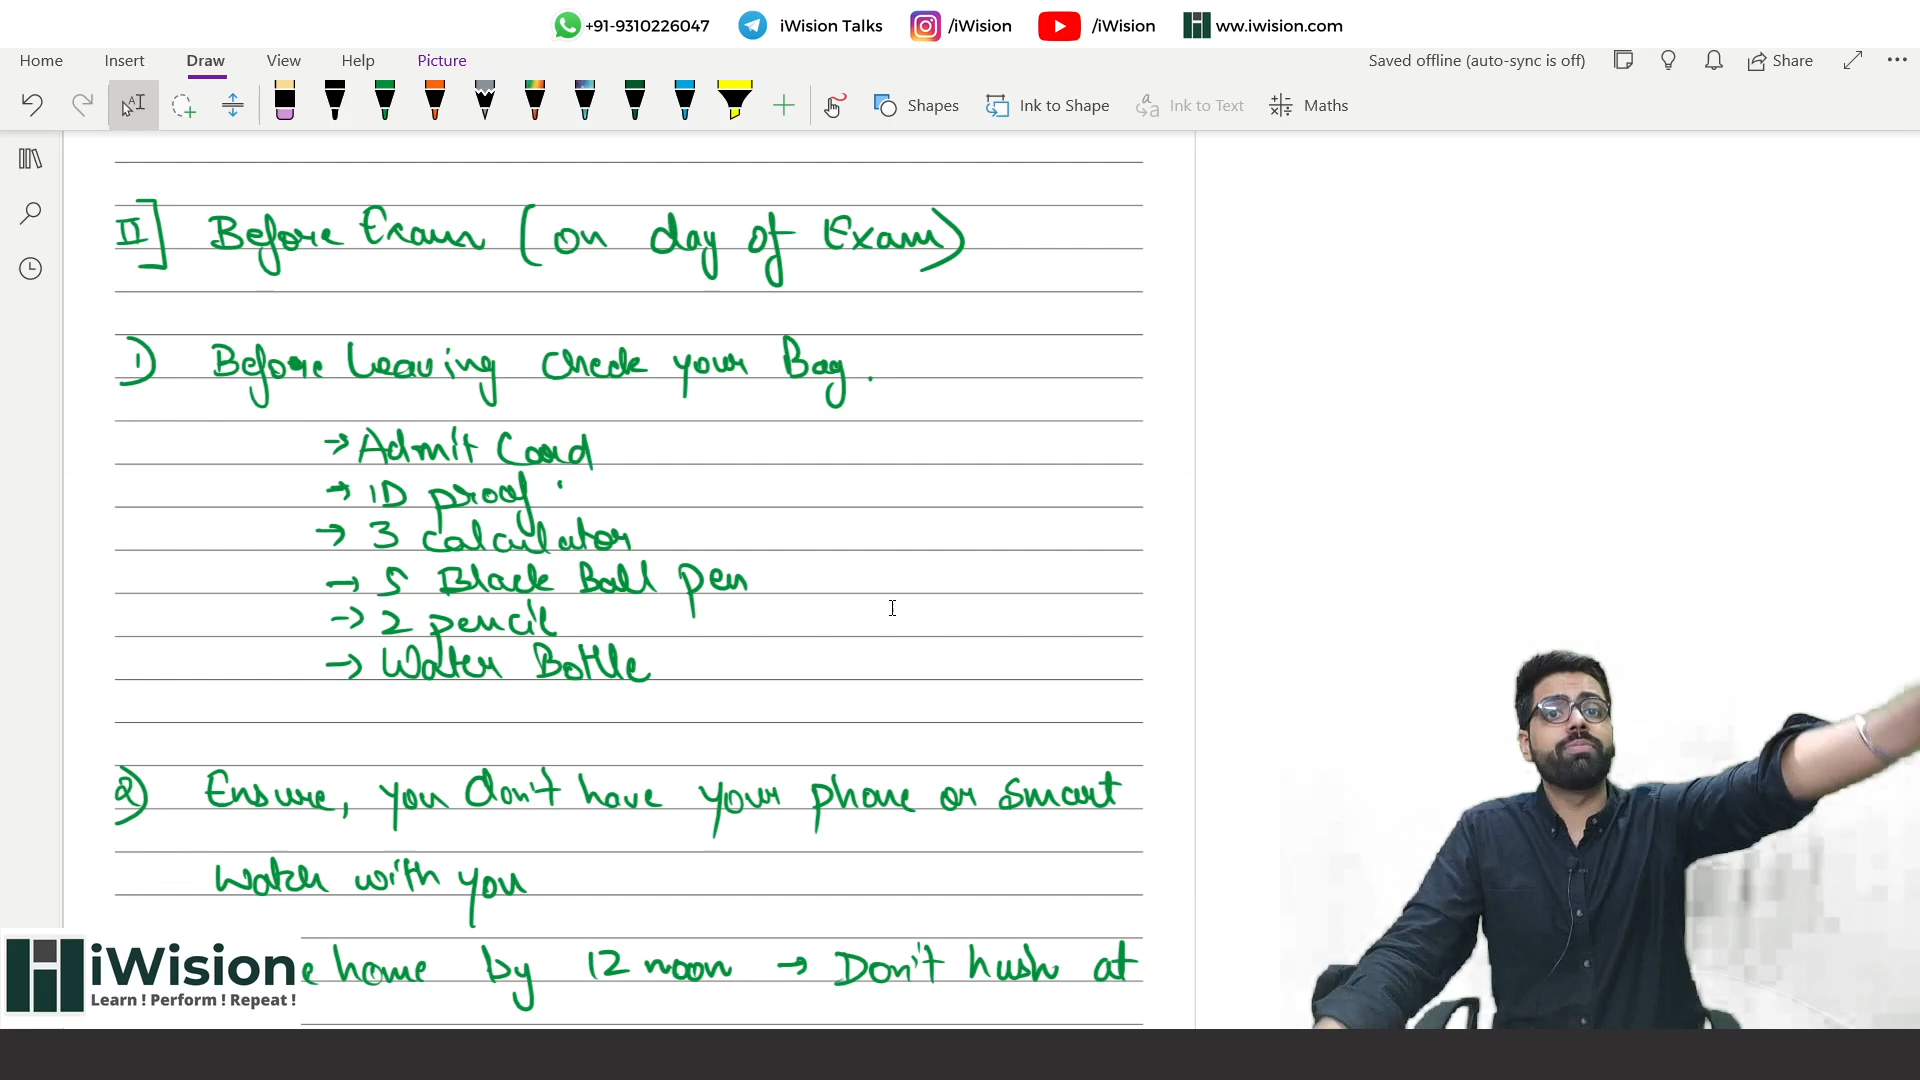 +91-9310226047 iWision Talks /iWision /iWision ww.iwision.com
Home Insert Draw View Help Picture Saved offline (auto-sync is off) Share
Shapes Ink to Shape Ink to Text Maths
II] Before Exam (on day of Exam)
1) Before Leaving Check your Bag.
→ Admit Card
→ ID proof
→ 3 calculator
→ 5 Black Ball pen
→ 2 pencil
→ Water Bottle
2) Ensure, you don't have your phone or smart
watch with you
e home by 12 noon → Don't hush at
iWision
Learn ! Perform ! Repeat !